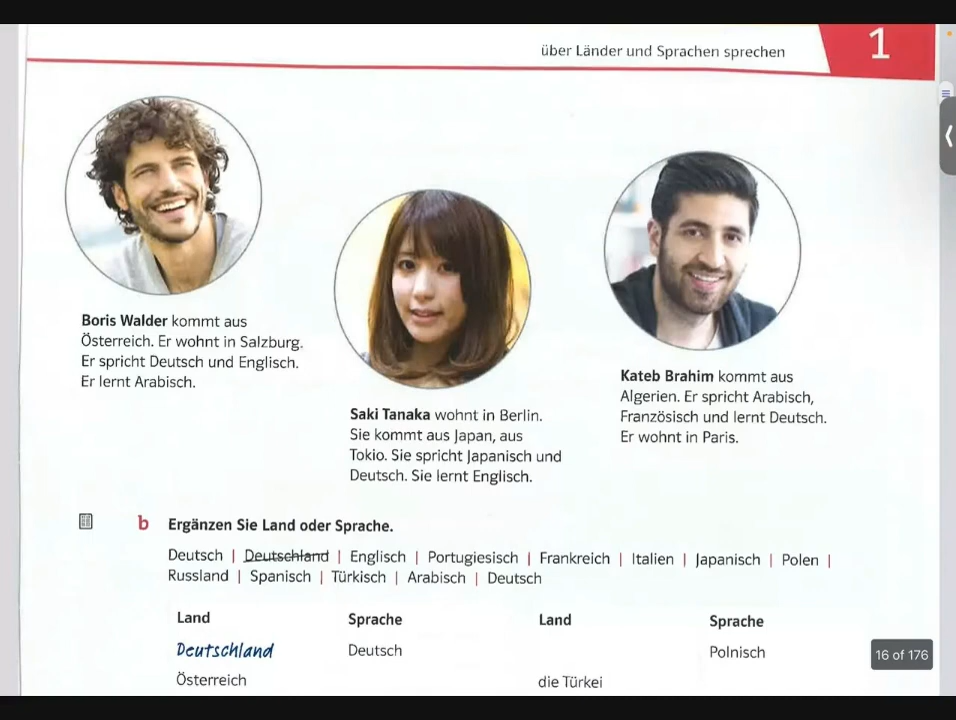 über Länder und Sprachen sprechen
1
Boris Walder kommt aus
Österreich. Er wohnt in Salzburg.
Er spricht Deutsch und Englisch.
Er lernt Arabisch.
Saki Tanaka wohnt in Berlin.
Sie kommt aus Japan, aus
Tokio. Sie spricht Japanisch und
Deutsch. Sie lernt Englisch.
Kateb Brahim kommt aus
Algerien. Er spricht Arabisch,
Französisch und lernt Deutsch.
Er wohnt in Paris.
b Ergänzen Sie Land oder Sprache.
Deutsch | Deutschland | Englisch | Portugiesisch | Frankreich | Italien | Japanisch | Polen |
Russland | Spanisch | Türkisch | Arabisch | Deutsch
Land Sprache Land Sprache
Deutschland Deutsch Polnisch
Österreich die Türkei
16 of 176